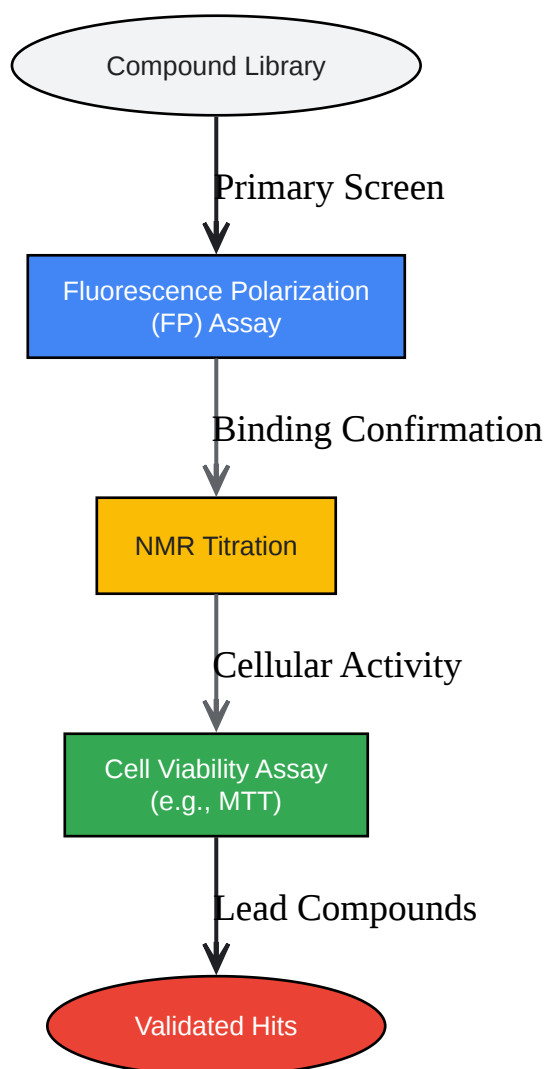 Compound Library
Primary Screen
Fluorescence Polarization
(FP) Assay
Binding Confirmation
NMR Titration
Cellular Activity
Cell Viability Assay
(e.g., MTT)
Lead Compounds
Validated Hits